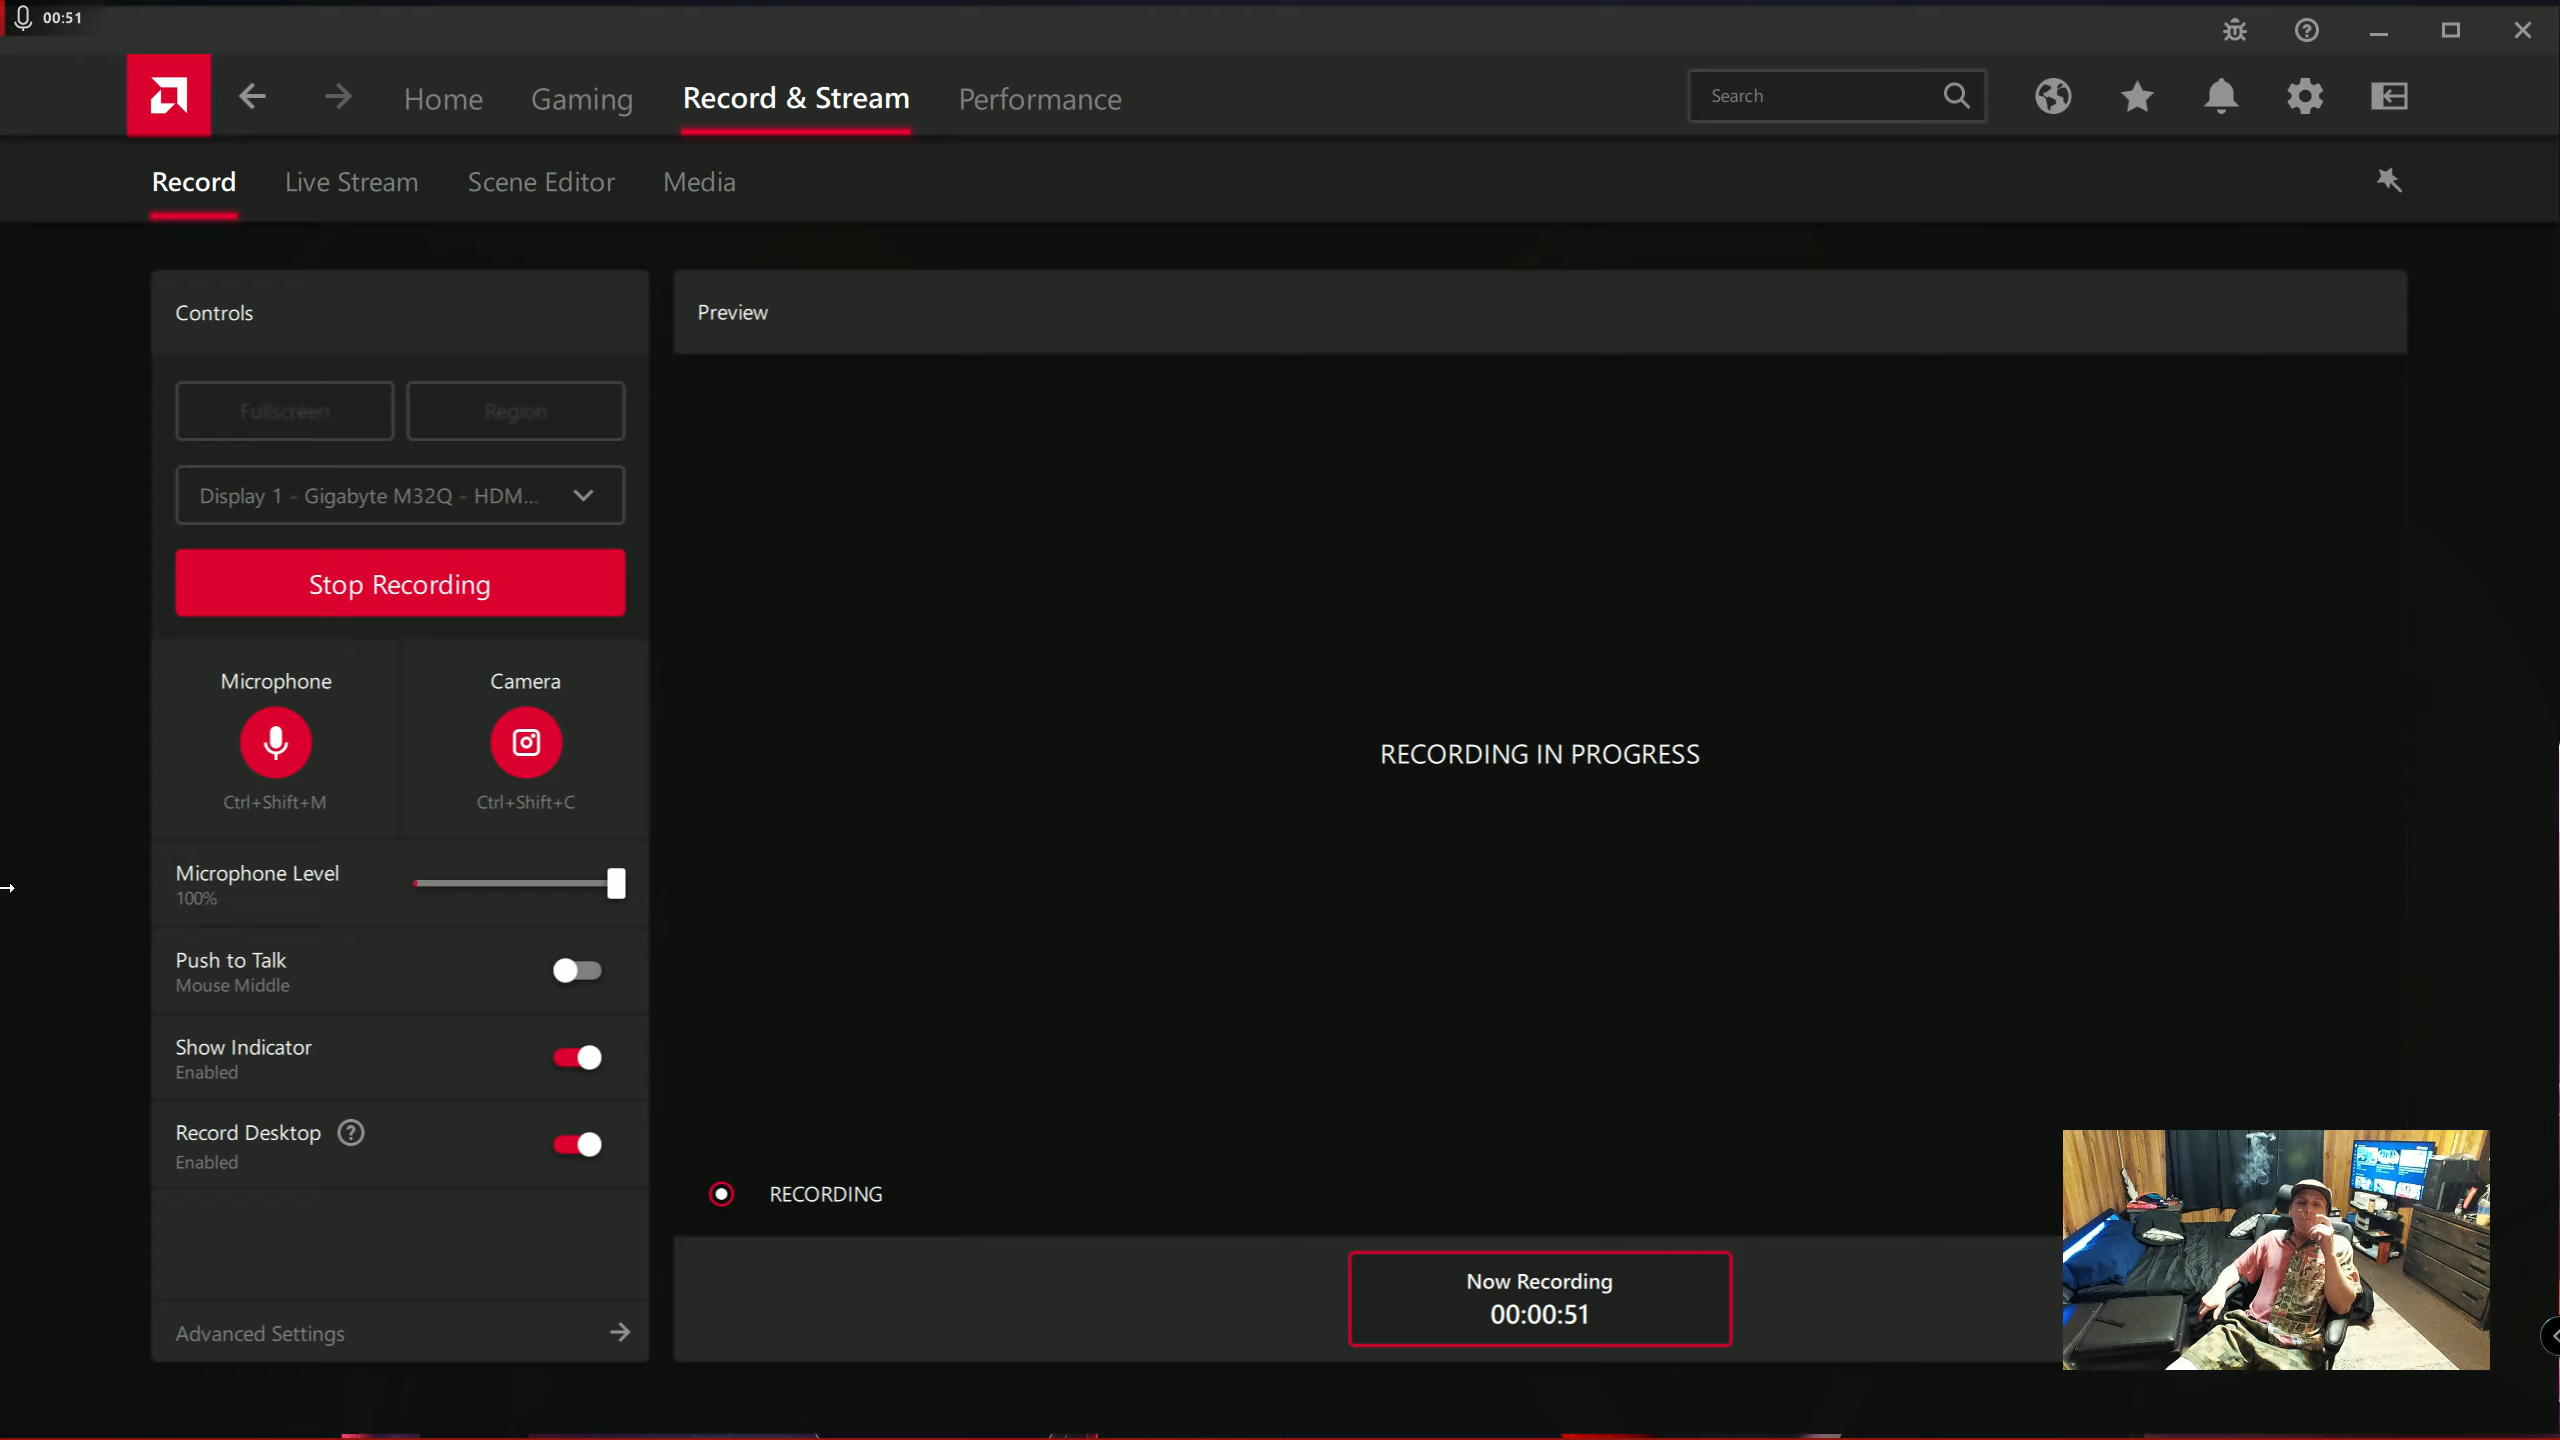 00:51
Home
Gaming
Record & Stream
Performance
Search
Record
Live Stream
Scene Editor
Media
Controls
Fullscreen
Region
Display 1 - Gigabyte M32Q - HDM...
Stop Recording
Microphone
Camera
Ctrl+Shift+M
Ctrl+Shift+C
Microphone Level
100%
Push to Talk
Mouse Middle
Show Indicator
Enabled
Record Desktop
Enabled
Advanced Settings
Preview
RECORDING IN PROGRESS
RECORDING
Now Recording
00:00:51